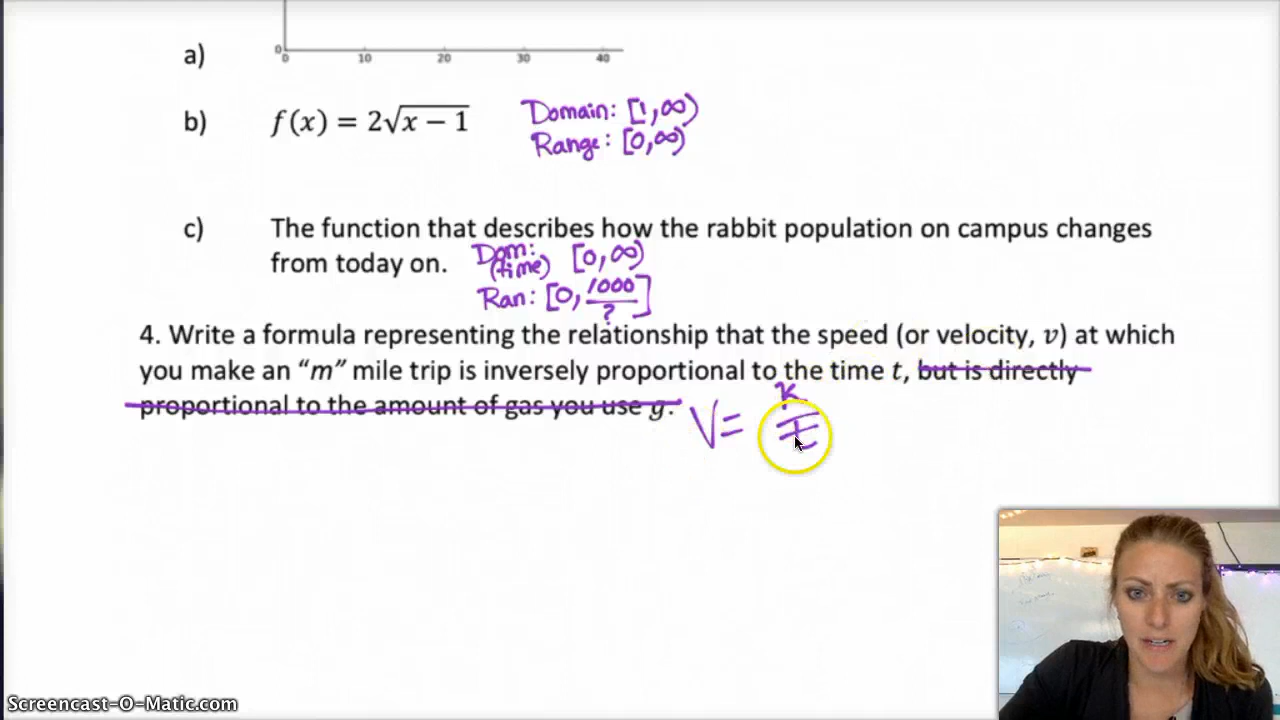 0
0 10 20 30 40
a)
b) f(x) = 2√x − 1 Domain: [1,∞)
Range: [0,∞)
c) The function that describes how the rabbit population on campus changes
from today on. Dom: [0,∞)
(time)
Ran: [0, 1000/?]
4. Write a formula representing the relationship that the speed (or velocity, v) at which
you make an “m” mile trip is inversely proportional to the time t, but is directly
proportional to the amount of gas you use g. V= k/t
Screencast-O-Matic.com